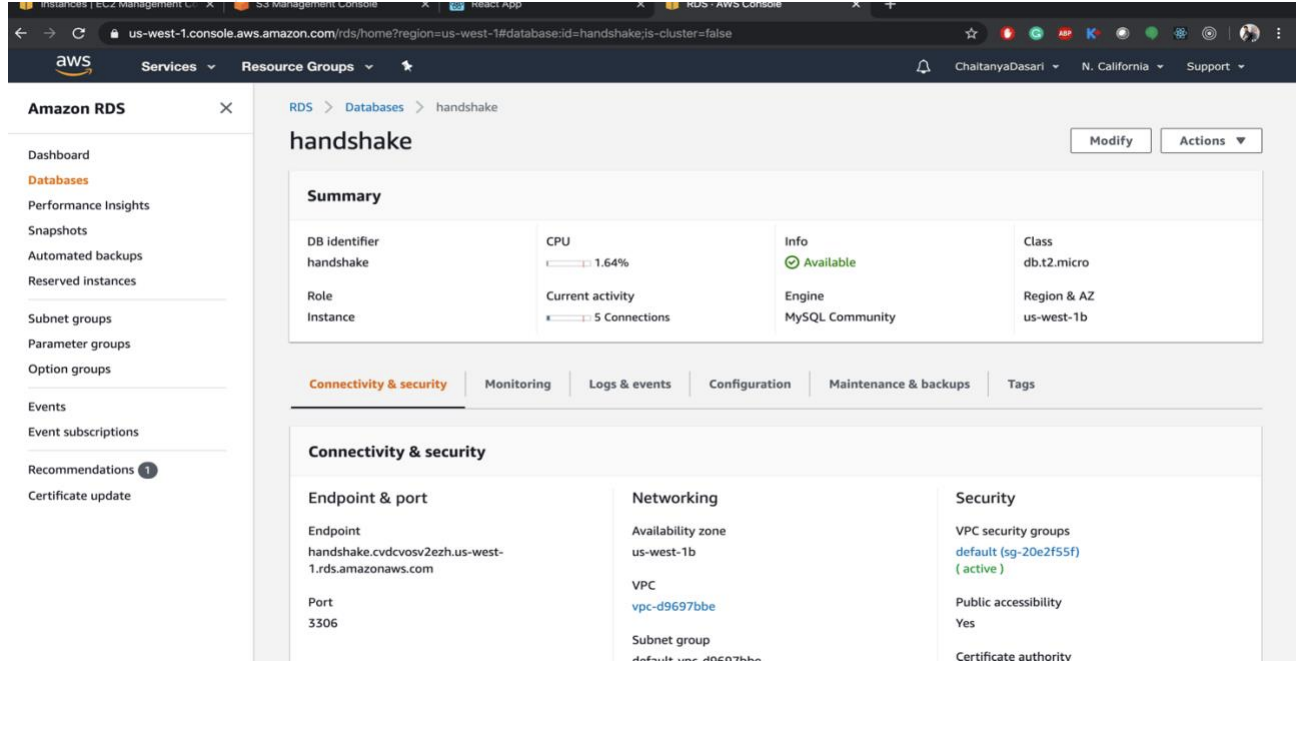 Instances | EC2 Management Co
S3 Management Console
React App
RDS · AWS Console
us-west-1.console.aws.amazon.com/rds/home?region=us-west-1#database:id=handshake;is-cluster=false
ABP
aws
Services
Resource Groups
ChaitanyaDasari
N. California
Support
Amazon RDS
Dashboard
Databases
Performance Insights
Snapshots
Automated backups
Reserved instances
Subnet groups
Parameter groups
Option groups
Events
Event subscriptions
Recommendations 1
Certificate update
RDS > Databases > handshake
handshake
Modify
Actions
Summary
DB identifier
handshake
CPU
1.64%
Info
Available
Class
db.t2.micro
Role
Instance
Current activity
5 Connections
Engine
MySQL Community
Region & AZ
us-west-1b
Connectivity & security
Monitoring
Logs & events
Configuration
Maintenance & backups
Tags
Connectivity & security
Endpoint & port
Endpoint
handshake.cvdcvosv2ezh.us-west-
1.rds.amazonaws.com
Port
3306
Networking
Availability zone
us-west-1b
VPC
vpc-d9697bbe
Subnet group
default-vpc-d9697bbe
Security
VPC security groups
default (sg-20e2f55f)
( active )
Public accessibility
Yes
Certificate authority